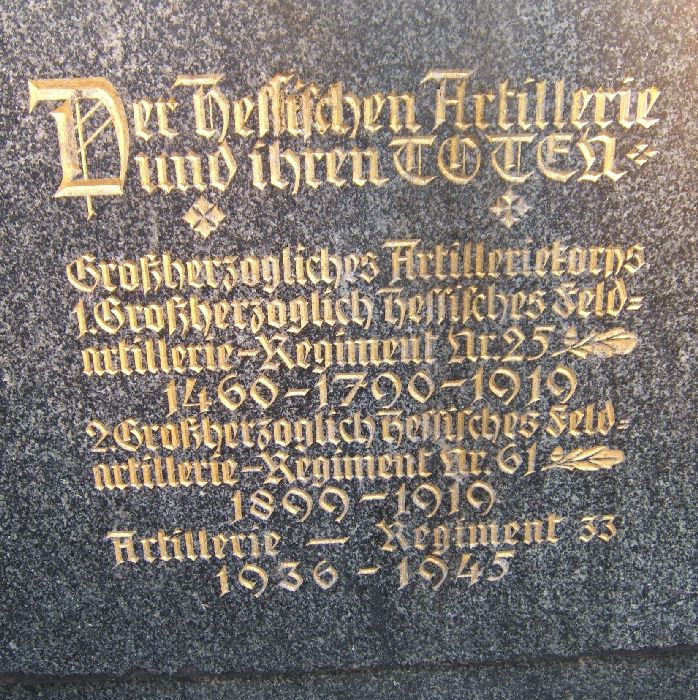 Der Hessischen Artillerie
und ihren TOTEN
Großherzogliches Artilleriekorps
1. Großherzoglich Hessisches Feld=
artillerie-Regiment Nr. 25
1460-1790-1919
2. Großherzoglich Hessisches Feld=
artillerie-Regiment Nr. 61
1899-1919
Artillerie - Regiment 33
1936-1945